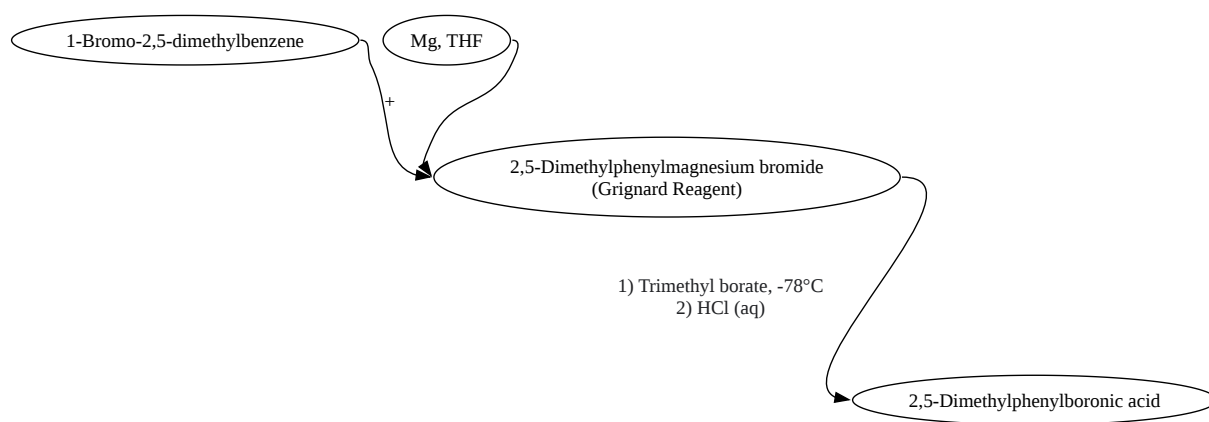 1-Bromo-2,5-dimethylbenzene
Mg, THF
+
2,5-Dimethylphenylmagnesium bromide
(Grignard Reagent)
1) Trimethyl borate, -78°C
2) HCl (aq)
2,5-Dimethylphenylboronic acid